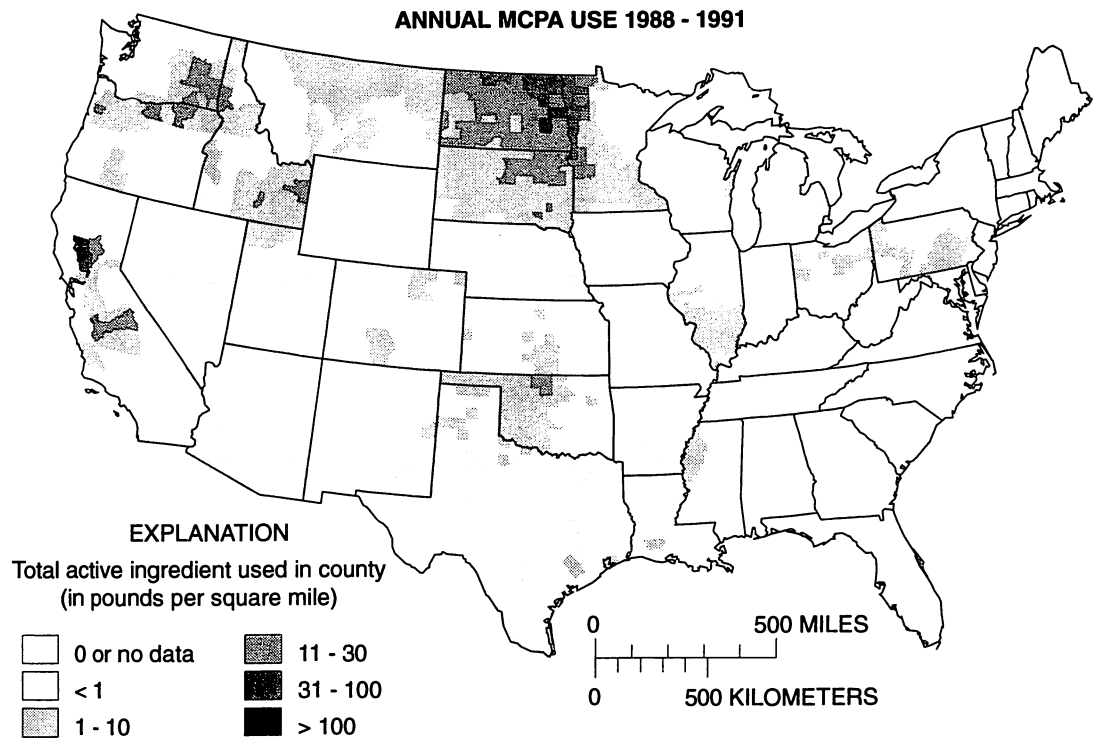 ANNUAL MCPA USE 1988 - 1991
EXPLANATION
Total active ingredient used in county
(in pounds per square mile)
0 or no data
< 1
1 - 10
11 - 30
31 - 100
> 100
0 500 MILES
0 500 KILOMETERS